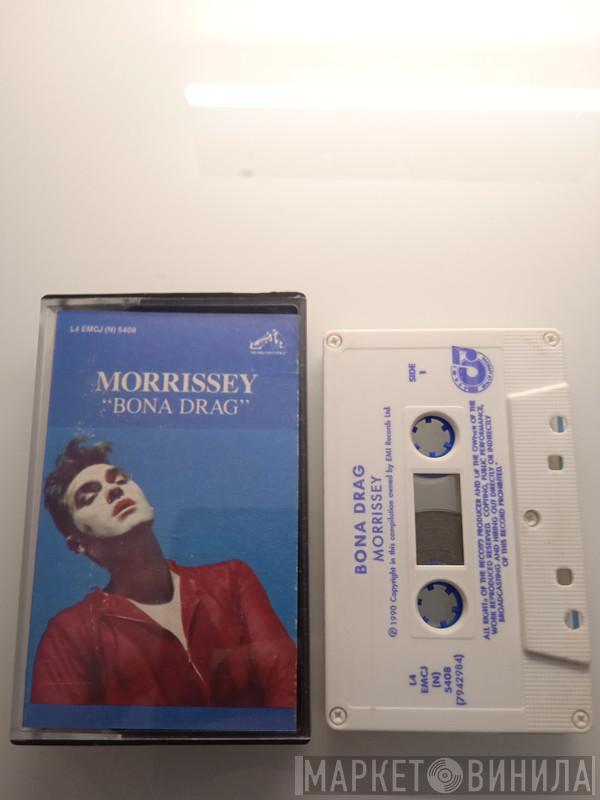 L4 EMCJ (N) 5408
MORRISSEY
“BONA DRAG”
SIDE
1
BONA DRAG
MORRISSEY
℗ 1990 Copyright in this compilation owned by EMI Records Ltd.
ALL RIGHTS OF THE RECORD PRODUCER AND OF THE OWNER OF THE
WORK REPRODUCED RESERVED. COPYING, PUBLIC PERFORMANCE,
BROADCASTING AND HIRING OUT DIRECTLY OR INDIRECTLY
OF THIS RECORD PROHIBITED.
L4
EMCJ
(N)
5408
(7942984)
МАРКЕТ ВИНИЛА